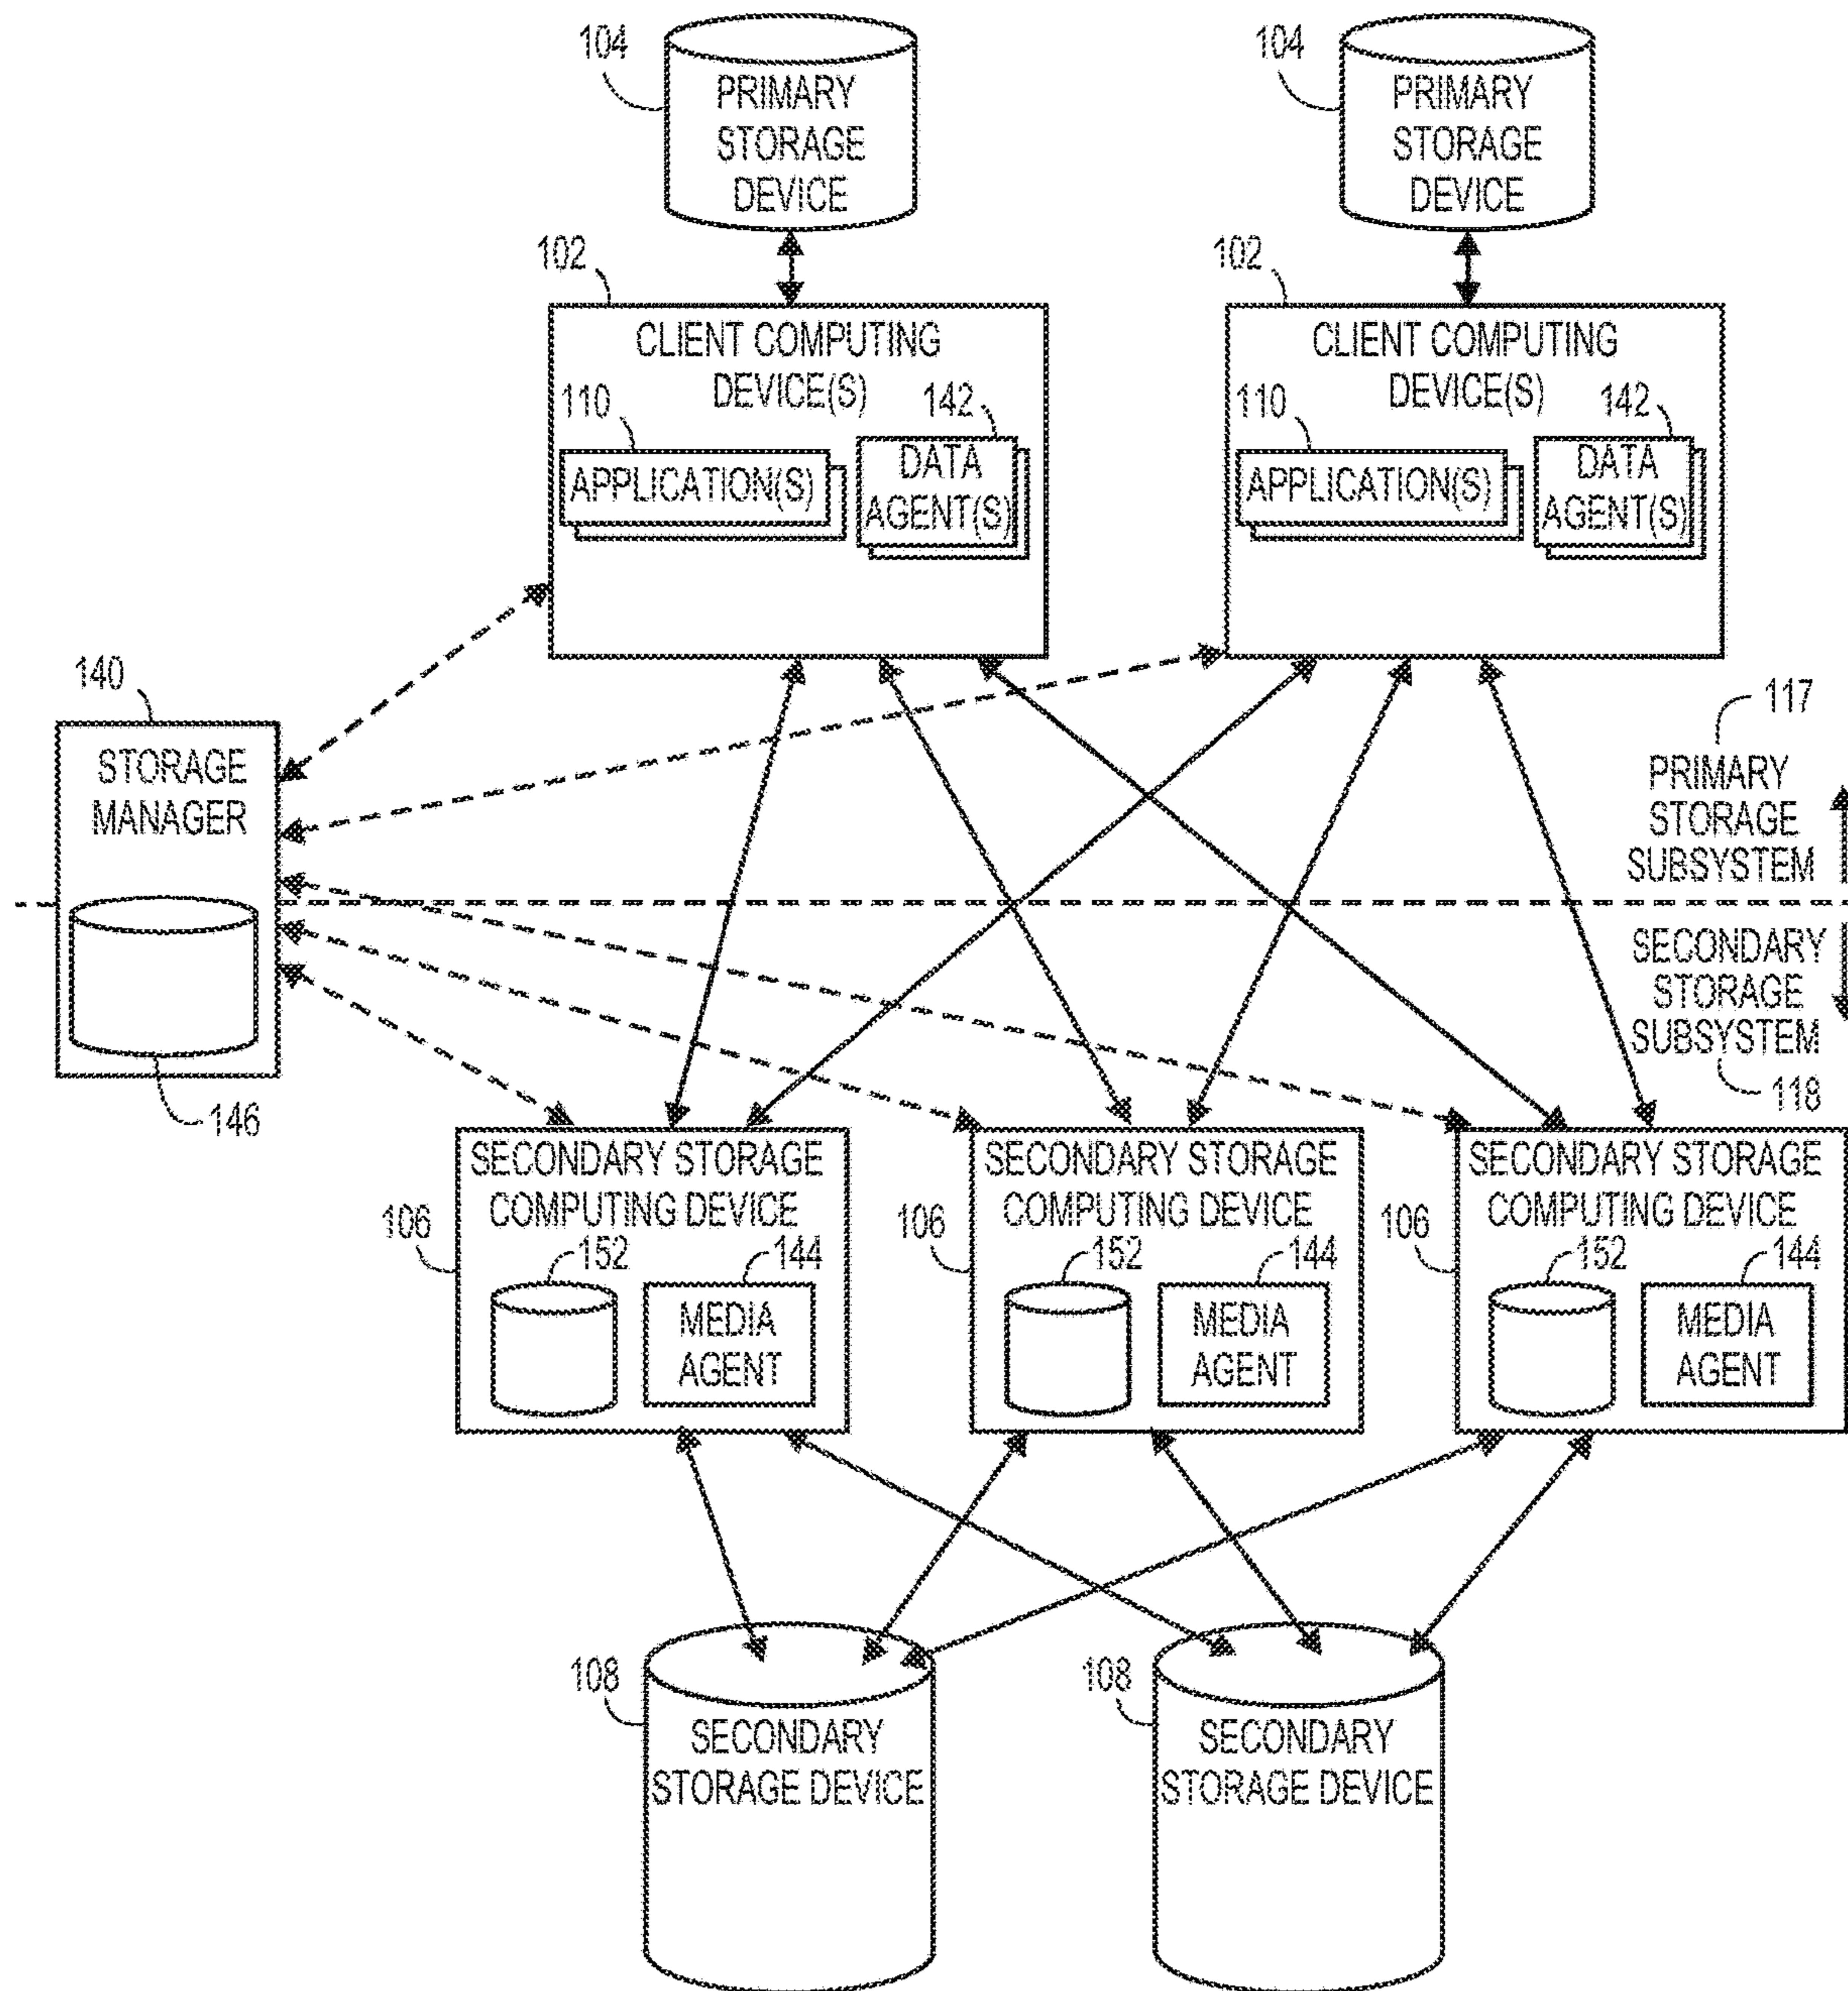 104
PRIMARY
STORAGE
DEVICE
104
PRIMARY
STORAGE
DEVICE
102
CLIENT COMPUTING
DEVICE(S)
110
142
APPLICATION(S)
DATA
AGENT(S)
102
CLIENT COMPUTING
DEVICE(S)
110
142
APPLICATION(S)
DATA
AGENT(S)
140
STORAGE
MANAGER
146
117
PRIMARY
STORAGE
SUBSYSTEM
SECONDARY
STORAGE
SUBSYSTEM
118
SECONDARY STORAGE
COMPUTING DEVICE
106
152
144
MEDIA
AGENT
SECONDARY STORAGE
COMPUTING DEVICE
106
152
144
MEDIA
AGENT
SECONDARY STORAGE
COMPUTING DEVICE
106
152
144
MEDIA
AGENT
108
SECONDARY
STORAGE DEVICE
108
SECONDARY
STORAGE DEVICE